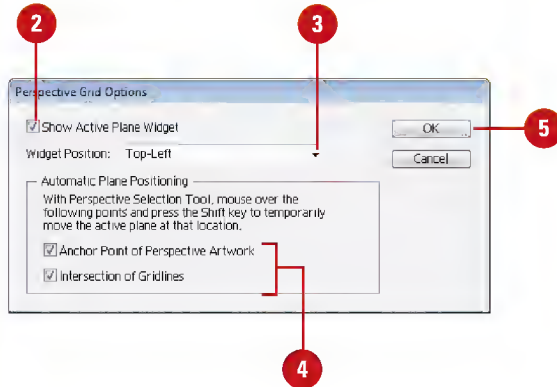 2
3
Perspective Grid Options
Show Active Plane Widget
OK
5
Widget Position: Top-Left
Cancel
Automatic Plane Positioning
With Perspective Selection Tool, mouse over the
following points and press the Shift key to temporarily
move the active plane at that location.
Anchor Point of Perspective Artwork
Intersection of Gridlines
4